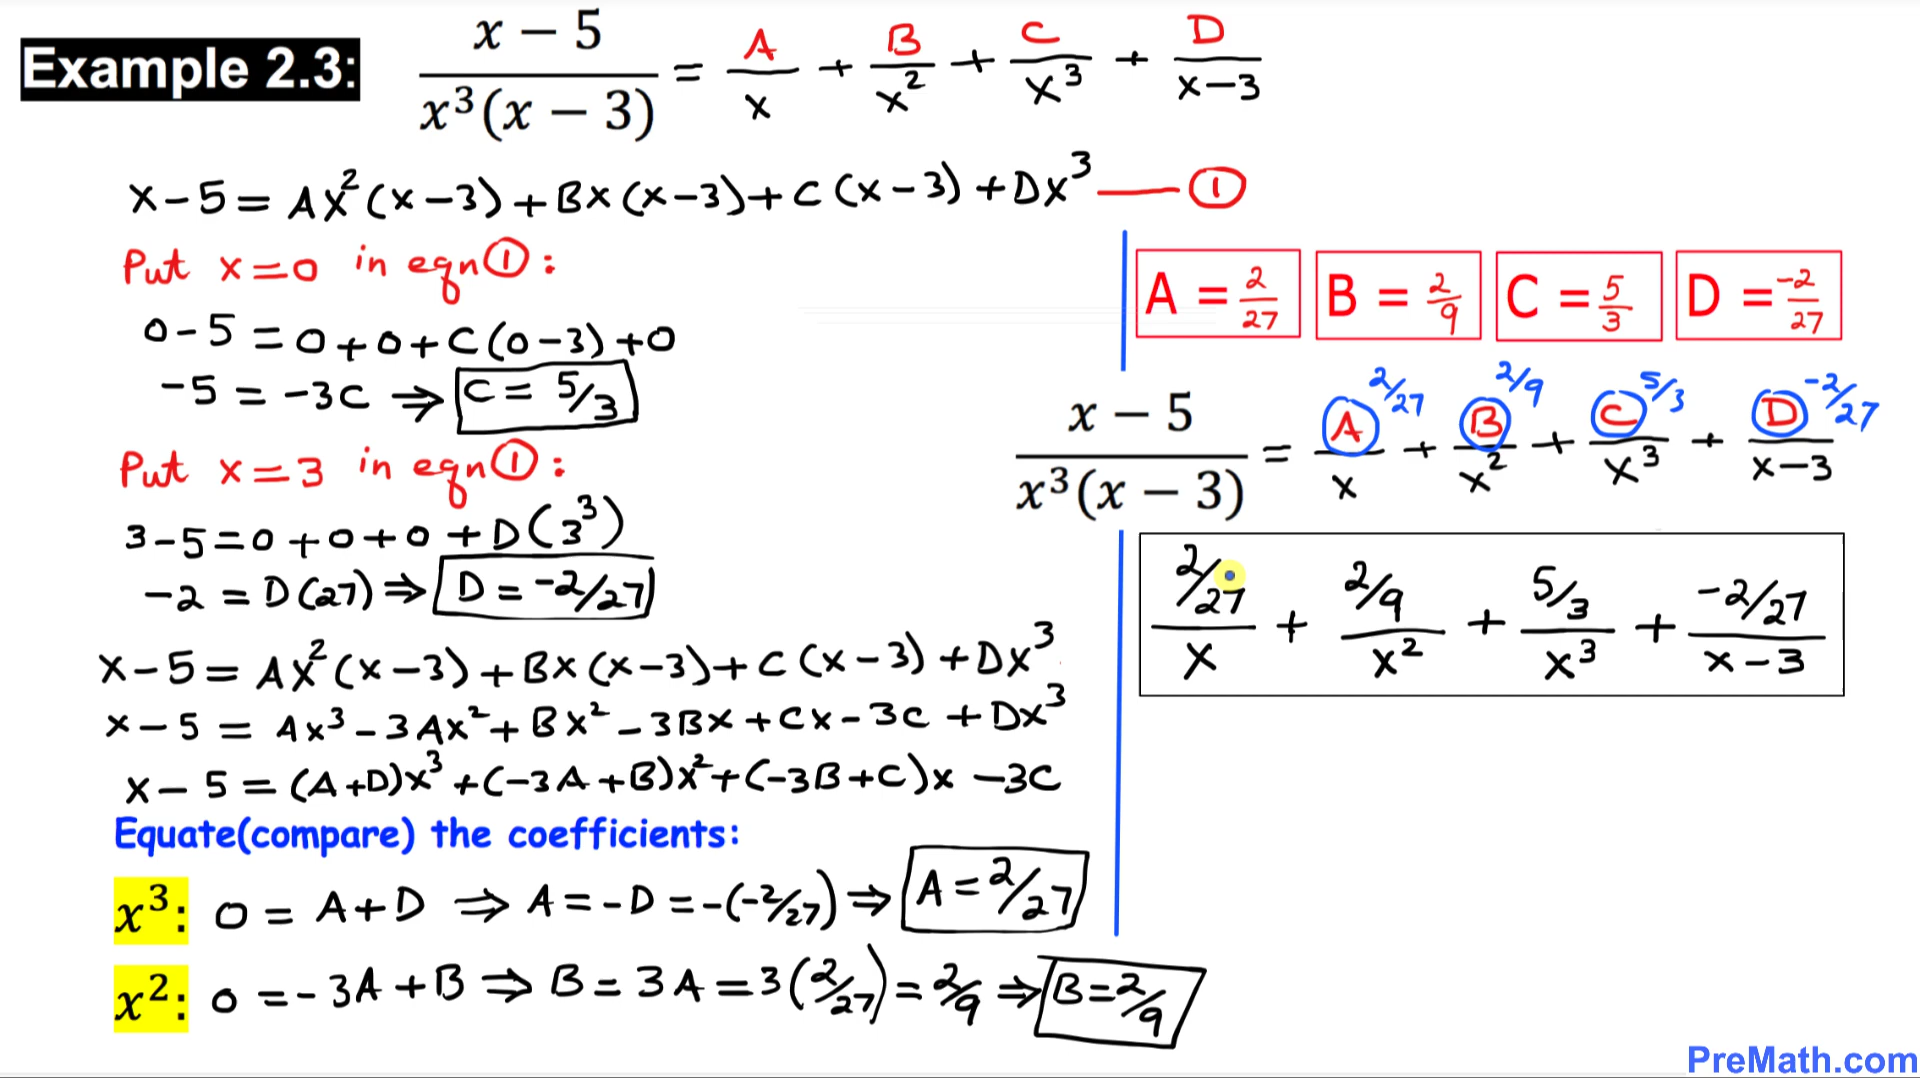 Example 2.3: x − 5 / x³(x − 3) = A/x + B/x² + C/x³ + D/x−3
x−5 = Ax²(x−3) + Bx(x−3) + C(x−3) + Dx³ —— ①
Put x=0 in eqn①:
0−5 = 0+0+C(0−3)+0
−5 = −3C ⇒ C = 5/3
Put x=3 in eqn①:
3−5=0+0+0+D(3³)
−2 = D(27) ⇒ D = −2/27
x−5 = Ax²(x−3) + Bx(x−3) + C(x−3) + Dx³
x−5 = Ax³−3Ax²+Bx²−3Bx+Cx−3C+Dx³
x−5 = (A+D)x³+(−3A+B)x²+(−3B+C)x −3C
Equate(compare) the coefficients:
x³: 0 = A+D ⇒ A=−D=−(−2/27) ⇒ A=2/27
x²: 0 =−3A+B ⇒ B=3A=3(2/27)=2/9 ⇒ B=2/9
A = 2/27 B = 2/9 C = 5/3 D = −2/27
2/27 2/9 5/3 −2/27
x − 5 / x³(x − 3) = A/x + B/x² + C/x³ + D/x−3
2/27/x + 2/9/x² + 5/3/x³ + −2/27/x−3
PreMath.com